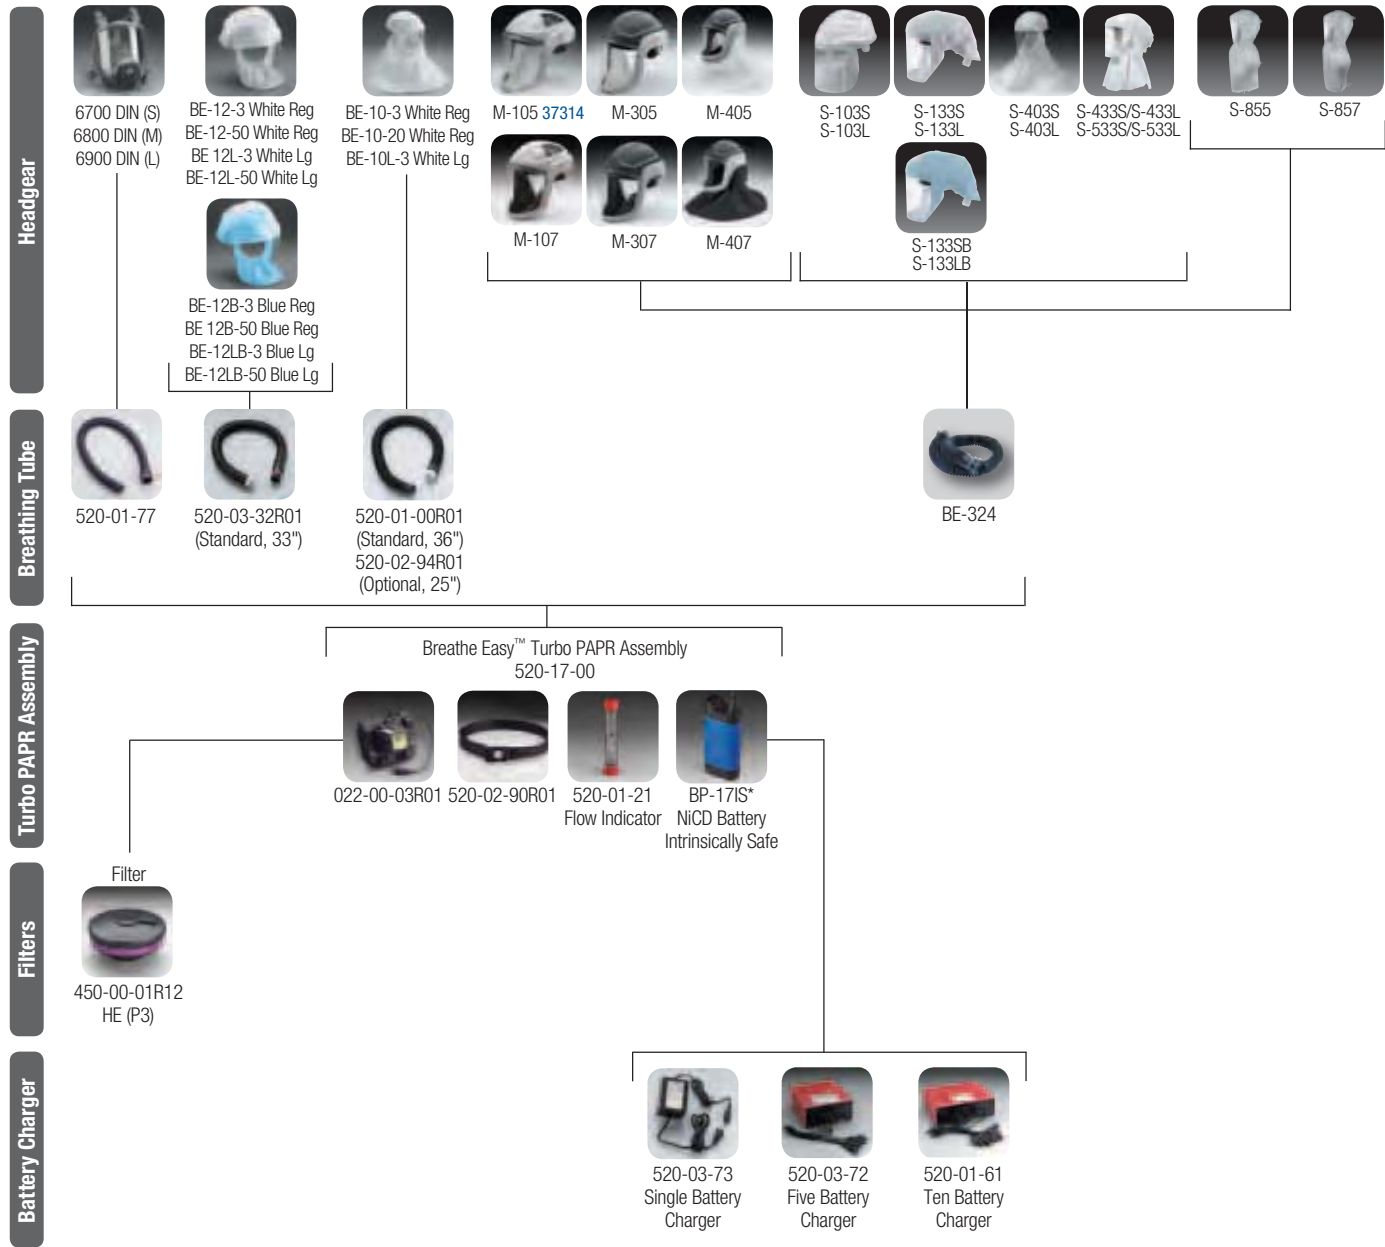 Headgear
6700 DIN (S)
6800 DIN (M)
6900 DIN (L)
BE-12-3 White Reg
BE-12-50 White Reg
BE 12L-3 White Lg
BE-12L-50 White Lg
BE-12B-3 Blue Reg
BE 12B-50 Blue Reg
BE-12LB-3 Blue Lg
BE-12LB-50 Blue Lg
BE-10-3 White Reg
BE-10-20 White Reg
BE-10L-3 White Lg
M-105 37314
M-305
M-405
M-107
M-307
M-407
S-103S
S-103L
S-133S
S-133L
S-133SB
S-133LB
S-403S
S-403L
S-433S/S-433L
S-533S/S-533L
S-855
S-857
Breathing Tube
520-01-77
520-03-32R01
(Standard, 33")
520-01-00R01
(Standard, 36")
520-02-94R01
(Optional, 25")
BE-324
Turbo PAPR Assembly
Breathe Easy™ Turbo PAPR Assembly
520-17-00
022-00-03R01
520-02-90R01
520-01-21
Flow Indicator
BP-17IS*
NiCD Battery
Intrinsically Safe
Filters
Filter
450-00-01R12
HE (P3)
Battery Charger
520-03-73
Single Battery
Charger
520-03-72
Five Battery
Charger
520-01-61
Ten Battery
Charger